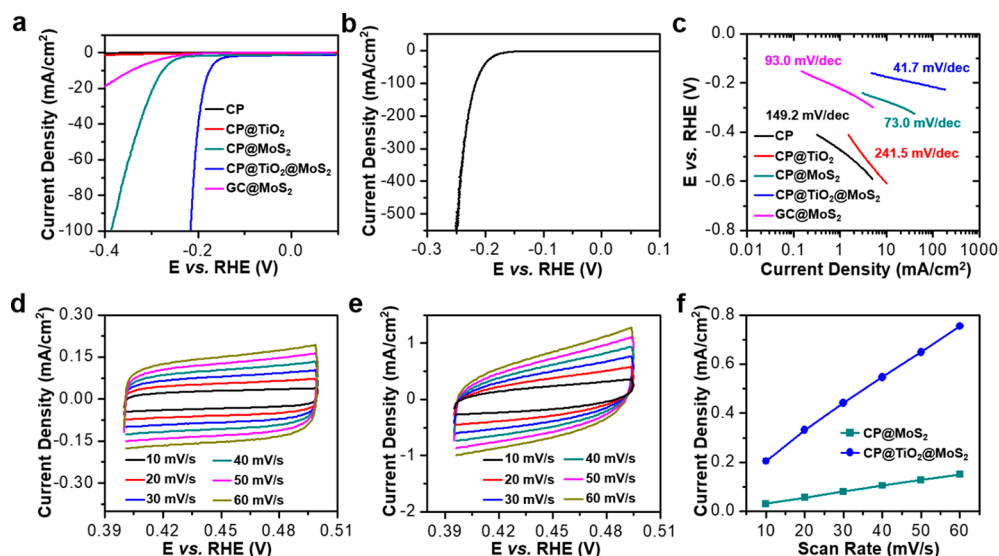 a
Current Density (mA/cm²)
0
-20
-40
-60
-80
-100
CP
CP@TiO₂
CP@MoS₂
CP@TiO₂@MoS₂
GC@MoS₂
-0.4
-0.2
0.0
E vs. RHE (V)
b
Current Density (mA/cm²)
0
-100
-200
-300
-400
-500
-0.3
-0.2
-0.1
0.0
0.1
E vs. RHE (V)
c
E vs. RHE (V)
0.0
-0.2
-0.4
-0.6
-0.8
93.0 mV/dec
41.7 mV/dec
73.0 mV/dec
149.2 mV/dec
241.5 mV/dec
CP
CP@TiO₂
CP@MoS₂
CP@TiO₂@MoS₂
GC@MoS₂
0.01
0.1
1
10
100
1000
Current Density (mA/cm²)
d
Current Density (mA/cm²)
0.30
0.15
0.00
-0.15
-0.30
10 mV/s
40 mV/s
20 mV/s
50 mV/s
30 mV/s
60 mV/s
0.39
0.42
0.45
0.48
0.51
E vs. RHE (V)
e
Current Density (mA/cm²)
1
0
-1
-2
10 mV/s
40 mV/s
20 mV/s
50 mV/s
30 mV/s
60 mV/s
0.39
0.42
0.45
0.48
0.51
E vs. RHE (V)
f
Current Density (mA/cm²)
0.8
0.6
0.4
0.2
0.0
CP@MoS₂
CP@TiO₂@MoS₂
10
20
30
40
50
60
Scan Rate (mV/s)